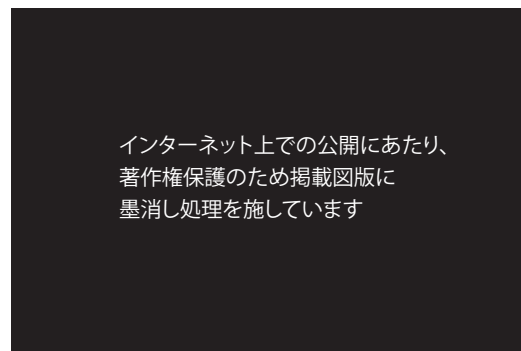 インターネット上での公開にあたり、
著作権保護のため掲載図版に
墨消し処理を施しています